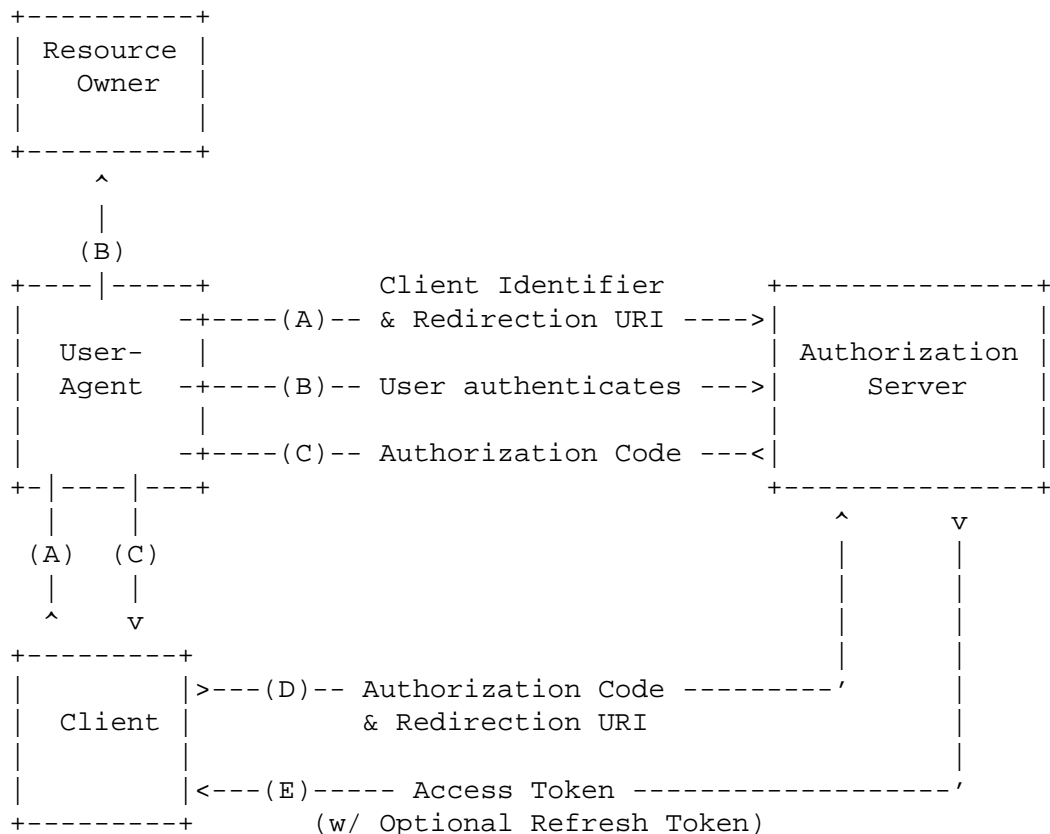 Resource
Owner
(B)
Client Identifier
(A) & Redirection URI
User-
Agent
Authorization
Server
(B) User authenticates
(C) Authorization Code
(A) (C)
(D) Authorization Code
Client & Redirection URI
(E) Access Token
(w/ Optional Refresh Token)